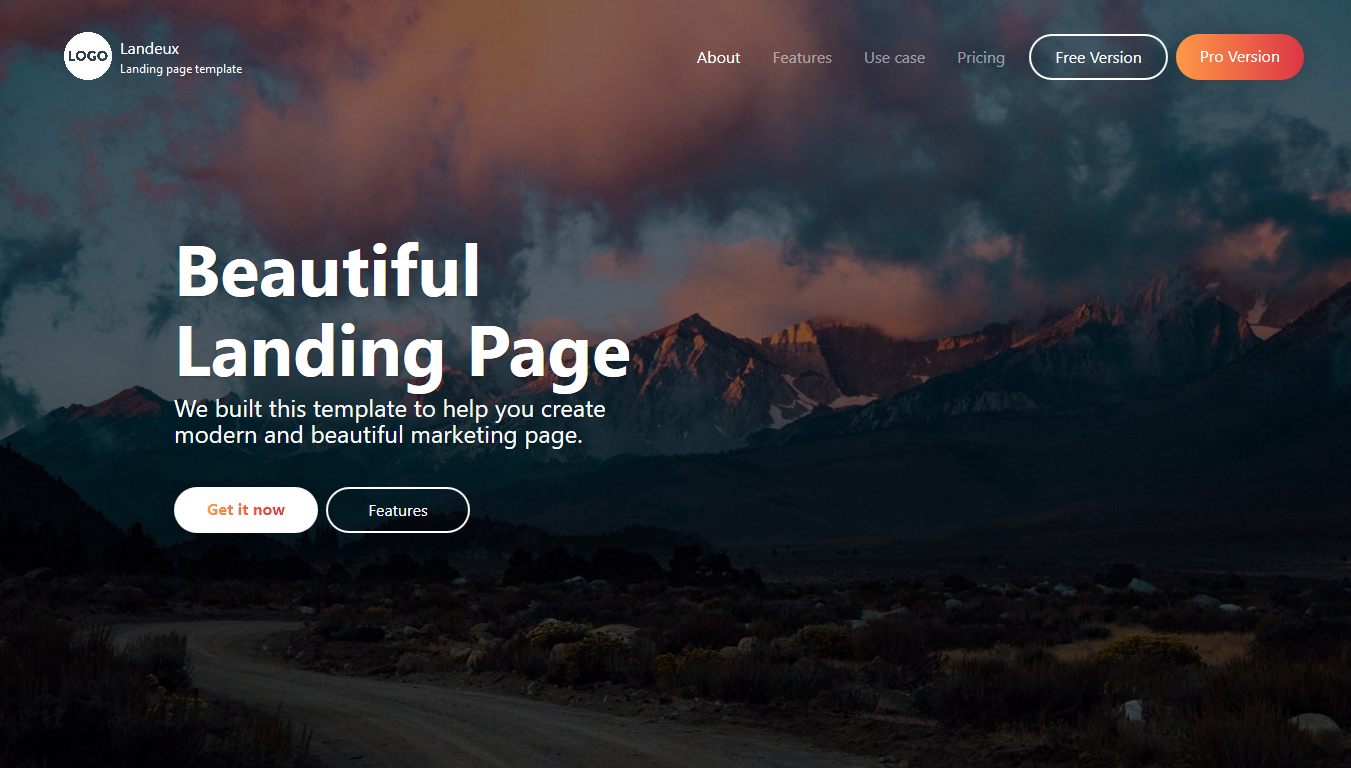 LOGO
Landeux
Landing page template
About
Features
Use case
Pricing
Free Version
Pro Version
Beautiful
Landing Page
We built this template to help you create
modern and beautiful marketing page.
Get it now
Features